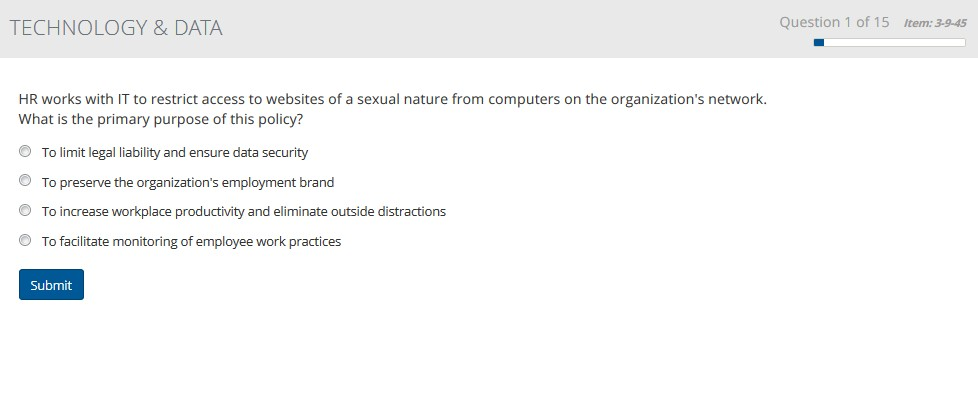 TECHNOLOGY & DATA
Question 1 of 15 Item: 3-9-45
HR works with IT to restrict access to websites of a sexual nature from computers on the organization's network.
What is the primary purpose of this policy?
To limit legal liability and ensure data security
To preserve the organization's employment brand
To increase workplace productivity and eliminate outside distractions
To facilitate monitoring of employee work practices
Submit